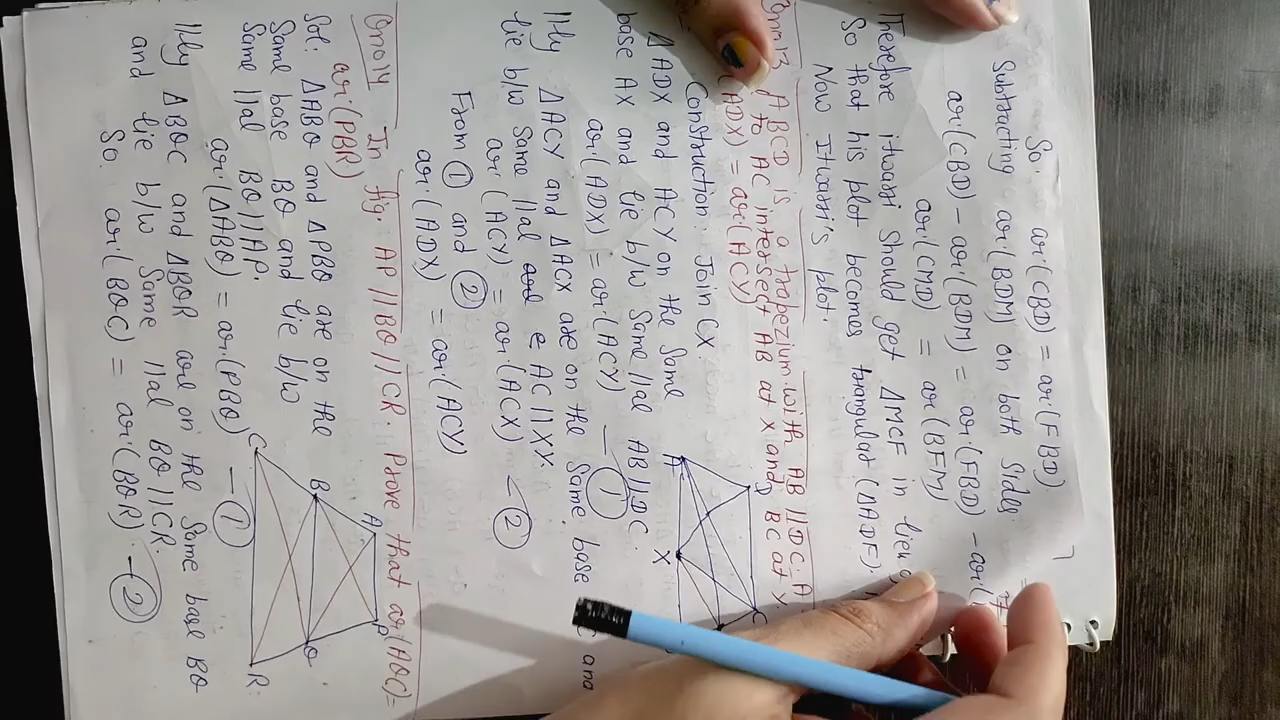 So. ar(CBD) = ar(FBD)
Subtracting ar(BDM) on both Sides.
ar(CBD) - ar(BDM) = ar(FBD) - ar(
ar(CMD) = ar(BFM)
Therefore itwaari Should get ΔMCF in lieu
So that his plot becomes triangular (ΔADF).
Now Itwaari's plot.
Qno13 ABCD is a trapezium with AB || DC. A
to AC intersect AB at X and BC at Y.
(ADX) = ar(ACY)
Construction: Join CX.
Δ ADX and ACY on the Same
base AX and lie b/w Same ||al AB || DC.
ar(ADX) = ar(ACY) — ①
|||ly ΔACY and ΔACX are on the Same base and
lie b/w Same ||al and e AC || XY.
ar(ACY) = ar(ACX) — ②
From ① and ②
ar(ADX) = ar(ACY)
A D X C
Qno14 In fig. AP || BQ || CR. Prove that ar(AQC) =
ar(PBR)
Sol. ΔABQ and ΔPBQ are on the
Same base BQ and lie b/w
Same ||al BQ || AP.
ar(ΔABQ) = ar(PBQ) — ①
|||ly ΔBQC and ΔBQR are on the Same base BQ
and lie b/w Same ||al BQ || CR.
So. ar(BQC) = ar(BQR) — ②
A P B Q C R